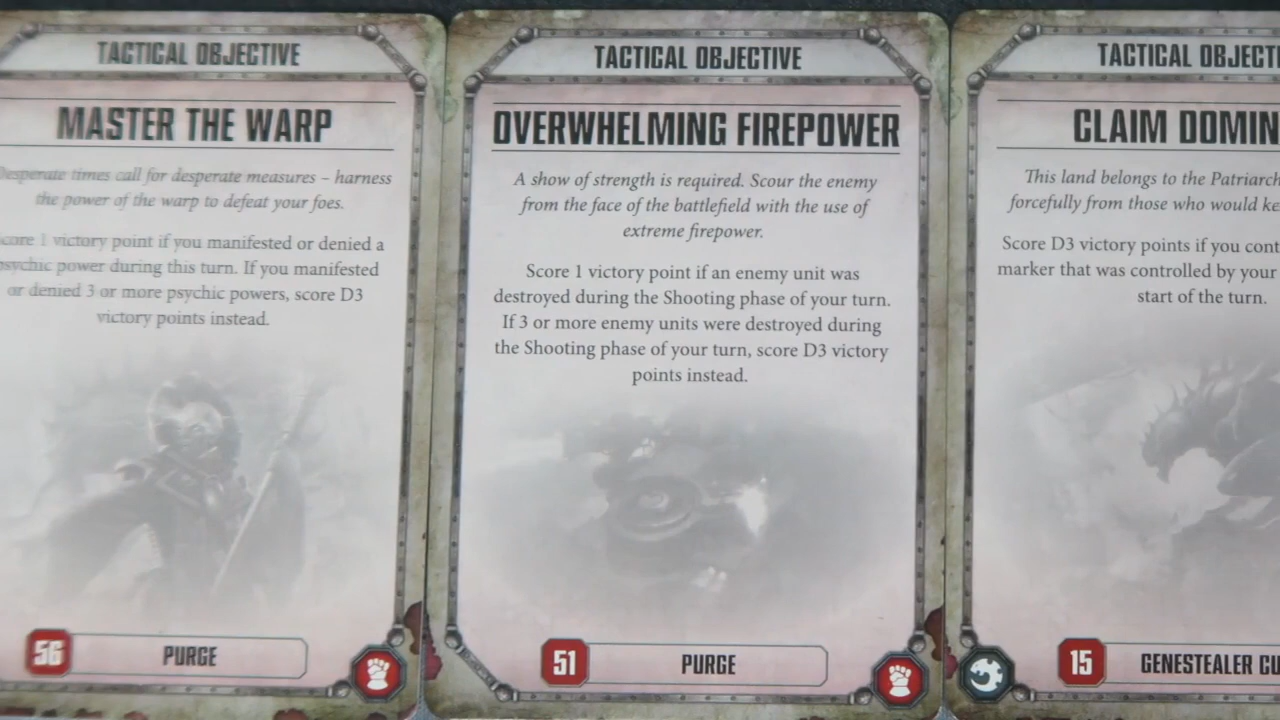 TACTICAL OBJECTIVE
MASTER THE WARP
Desperate times call for desperate measures – harness
the power of the warp to defeat your foes.
Score 1 victory point if you manifested or denied a
psychic power during this turn. If you manifested
or denied 3 or more psychic powers, score D3
victory points instead.
56
PURGE
TACTICAL OBJECTIVE
OVERWHELMING FIREPOWER
A show of strength is required. Scour the enemy
from the face of the battlefield with the use of
extreme firepower.
Score 1 victory point if an enemy unit was
destroyed during the Shooting phase of your turn.
If 3 or more enemy units were destroyed during
the Shooting phase of your turn, score D3 victory
points instead.
51
PURGE
TACTICAL OBJECTI
CLAIM DOMIN
This land belongs to the Patriarch
forcefully from those who would ke
Score D3 victory points if you cont
marker that was controlled by your
start of the turn.
15
GENESTEALER CU